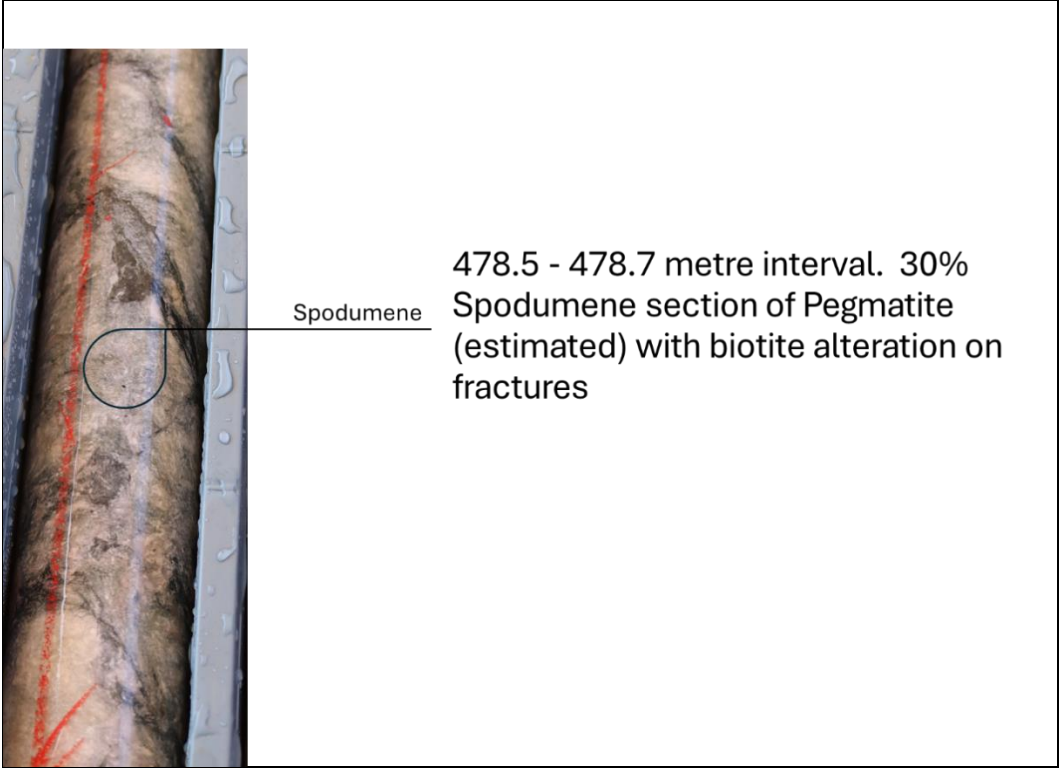 Spodumene
478.5 - 478.7 metre interval.  30%
Spodumene section of Pegmatite
(estimated) with biotite alteration on
fractures